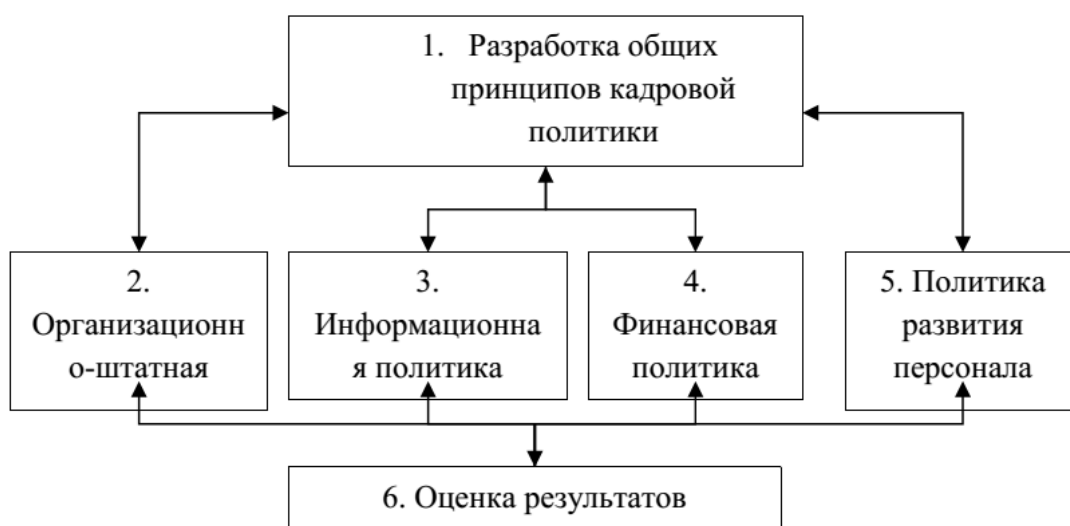 1. Разработка общих
принципов кадровой
политики
2.
Организационн
о-штатная
3.
Информационна
я политика
4.
Финансовая
политика
5. Политика
развития
персонала
6. Оценка результатов